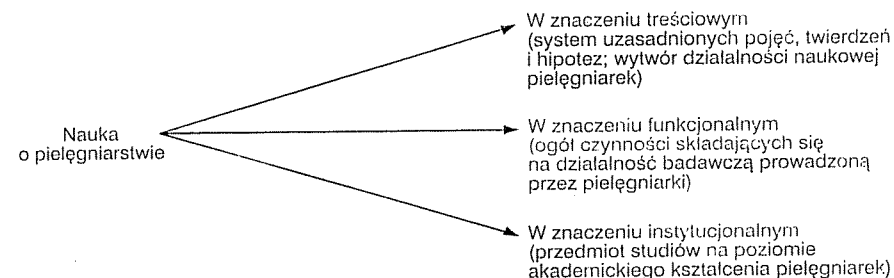 W znaczeniu treściowym
(system uzasadnionych pojęć, twierdzeń
i hipotez; wytwór działalności naukowej
pielęgniarek)
Nauka
o pielęgniarstwie
W znaczeniu funkcjonalnym
(ogół czynności składających się
na działalność badawczą prowadzoną
przez pielęgniarki)
W znaczeniu instytucjonalnym
(przedmiot studiów na poziomie
akademickiego kształcenia pielęgniarek)